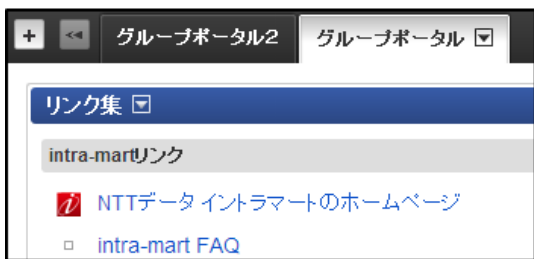 グループポータル2 グループポータル
リンク集
intra-martリンク
NTTデータ イントラマートのホームページ
intra-mart FAQ